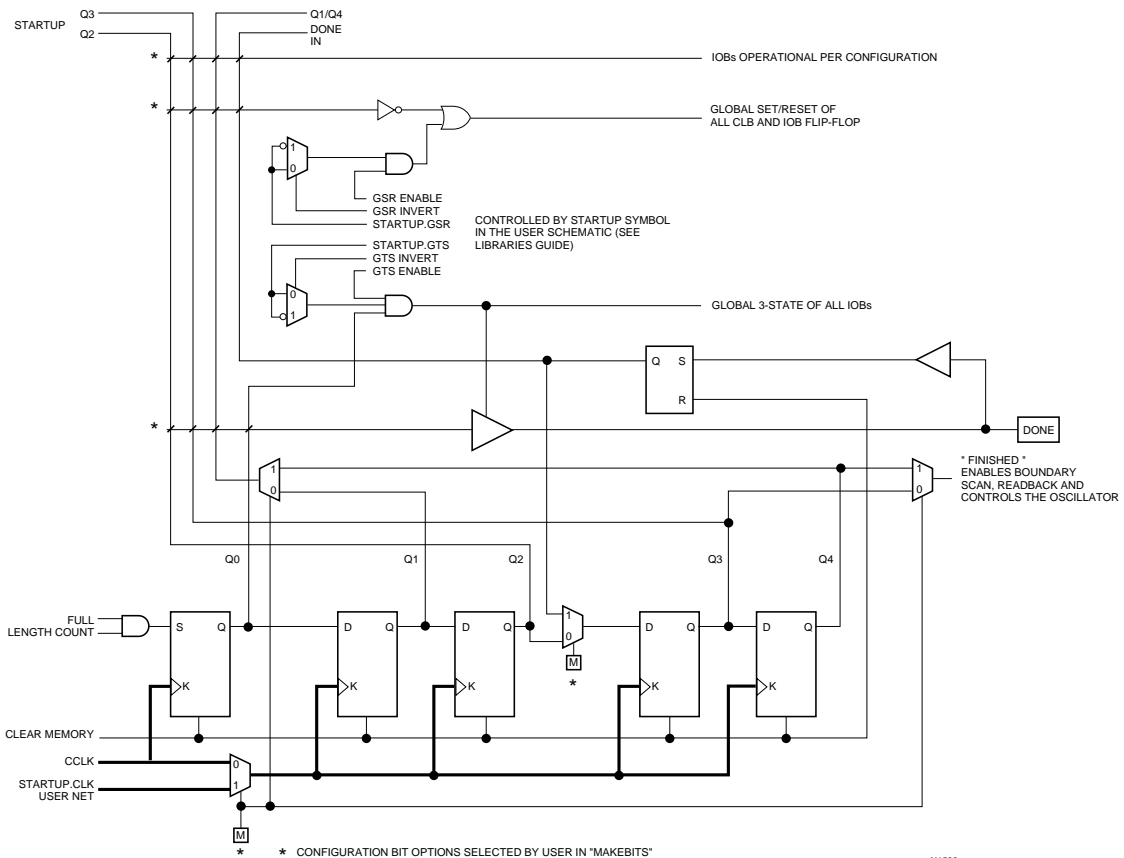 STARTUP
Q3
Q2
Q1/Q4
DONE
IN
*
IOBs OPERATIONAL PER CONFIGURATION
*
GLOBAL SET/RESET OF
ALL CLB AND IOB FLIP-FLOP
1
0
GSR ENABLE
GSR INVERT
STARTUP.GSR
CONTROLLED BY STARTUP SYMBOL
IN THE USER SCHEMATIC (SEE
LIBRARIES GUIDE)
STARTUP.GTS
GTS INVERT
GTS ENABLE
0
1
GLOBAL 3-STATE OF ALL IOBs
Q S
R
*
DONE
1
0
1
0
" FINISHED "
ENABLES BOUNDARY
SCAN, READBACK AND
CONTROLS THE OSCILLATOR
Q0
Q1
Q2
Q3
Q4
FULL
LENGTH COUNT
S Q
K
D Q
K
D Q
K
1
0
M
*
D Q
K
D Q
K
CLEAR MEMORY
CCLK
STARTUP.CLK
USER NET
0
1
M
*
* CONFIGURATION BIT OPTIONS SELECTED BY USER IN "MAKEBITS"